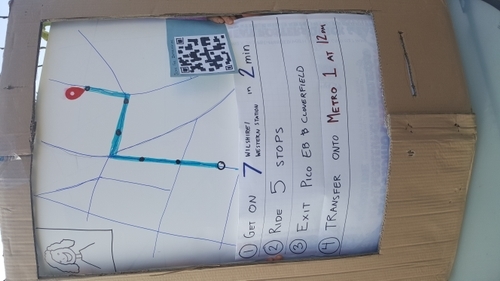 ① GET ON 7 WILSHIRE/ WESTERN STATION in 2 min
② RIDE 5 STOPS
③ EXIT PICO EB & CLOVERFIELD
④ TRANSFER ONTO METRO 1 AT 12PM